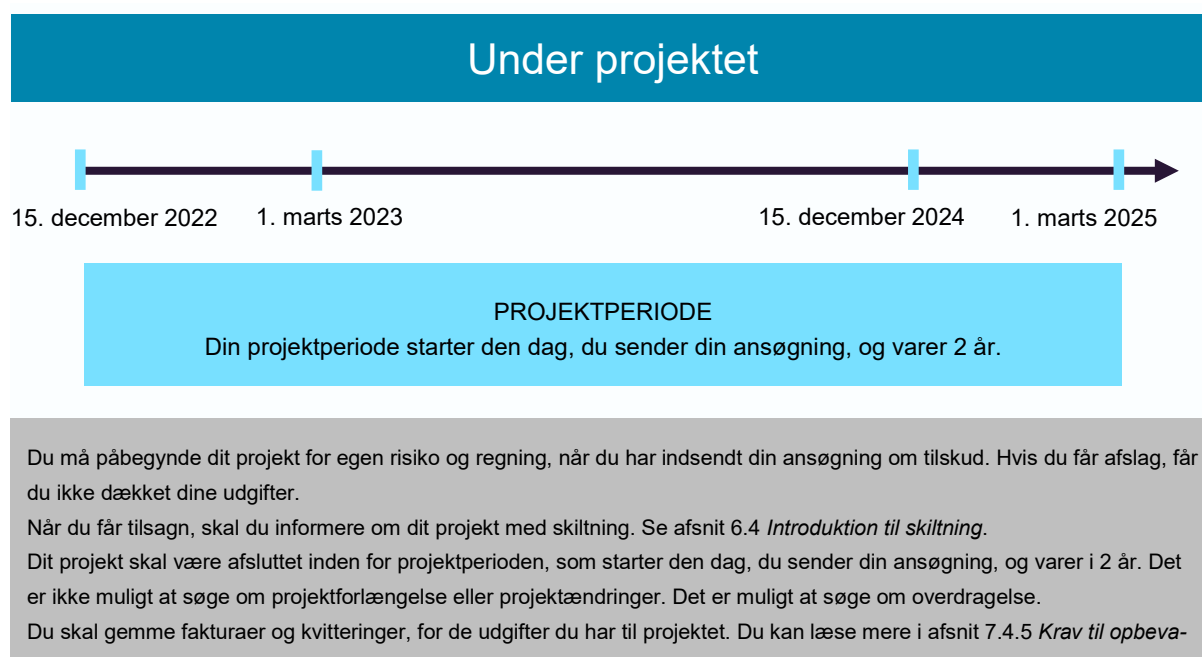 Under projektet
15. december 2022 1. marts 2023 15. december 2024 1. marts 2025
PROJEKTPERIODE
Din projektperiode starter den dag, du sender din ansøgning, og varer 2 år.
Du må påbegynde dit projekt for egen risiko og regning, når du har indsendt din ansøgning om tilskud. Hvis du får afslag, får
du ikke dækket dine udgifter.
Når du får tilsagn, skal du informere om dit projekt med skiltning. Se afsnit 6.4 Introduktion til skiltning.
Dit projekt skal være afsluttet inden for projektperioden, som starter den dag, du sender din ansøgning, og varer i 2 år. Det
er ikke muligt at søge om projektforlængelse eller projektændringer. Det er muligt at søge om overdragelse.
Du skal gemme fakturaer og kvitteringer, for de udgifter du har til projektet. Du kan læse mere i afsnit 7.4.5 Krav til opbeva-